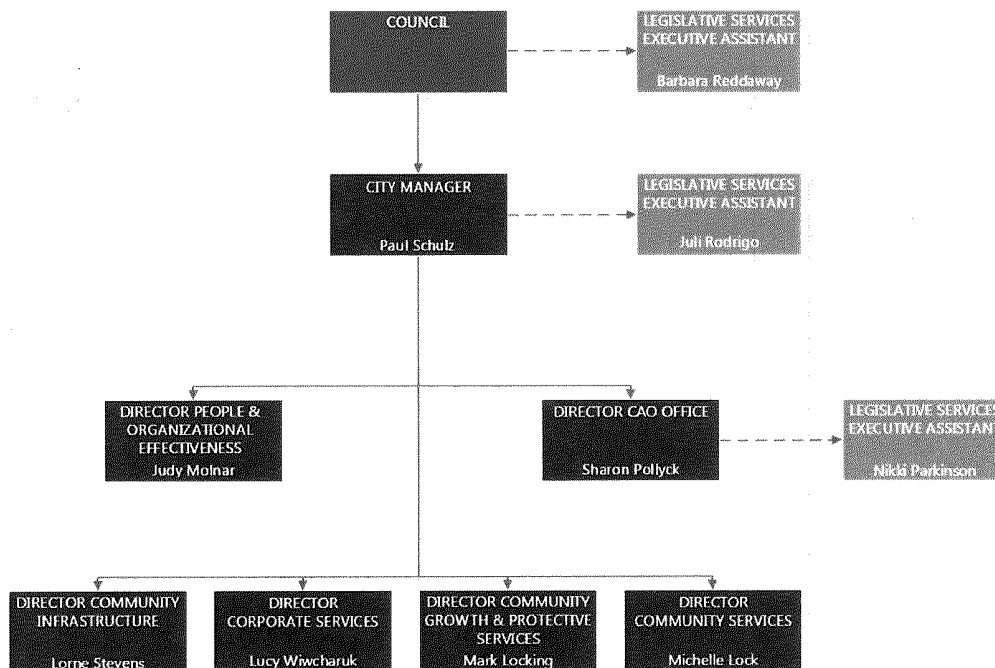 COUNCIL
LEGISLATIVE SERVICES
EXECUTIVE ASSISTANT
Barbara Reddaway
CITY MANAGER
Paul Schulz
LEGISLATIVE SERVICES
EXECUTIVE ASSISTANT
Juli Rodrigo
DIRECTOR PEOPLE &
ORGANIZATIONAL
EFFECTIVENESS
Judy Molnar
DIRECTOR CAO OFFICE
Sharon Pollyck
LEGISLATIVE SERVICES
EXECUTIVE ASSISTANT
Nikki Parkinson
DIRECTOR COMMUNITY
INFRASTRUCTURE
Lorne Stevens
DIRECTOR
CORPORATE SERVICES
Lucy Wiwcharuk
DIRECTOR COMMUNITY
GROWTH & PROTECTIVE
SERVICES
Mark Locking
DIRECTOR
COMMUNITY SERVICES
Michelle Lock